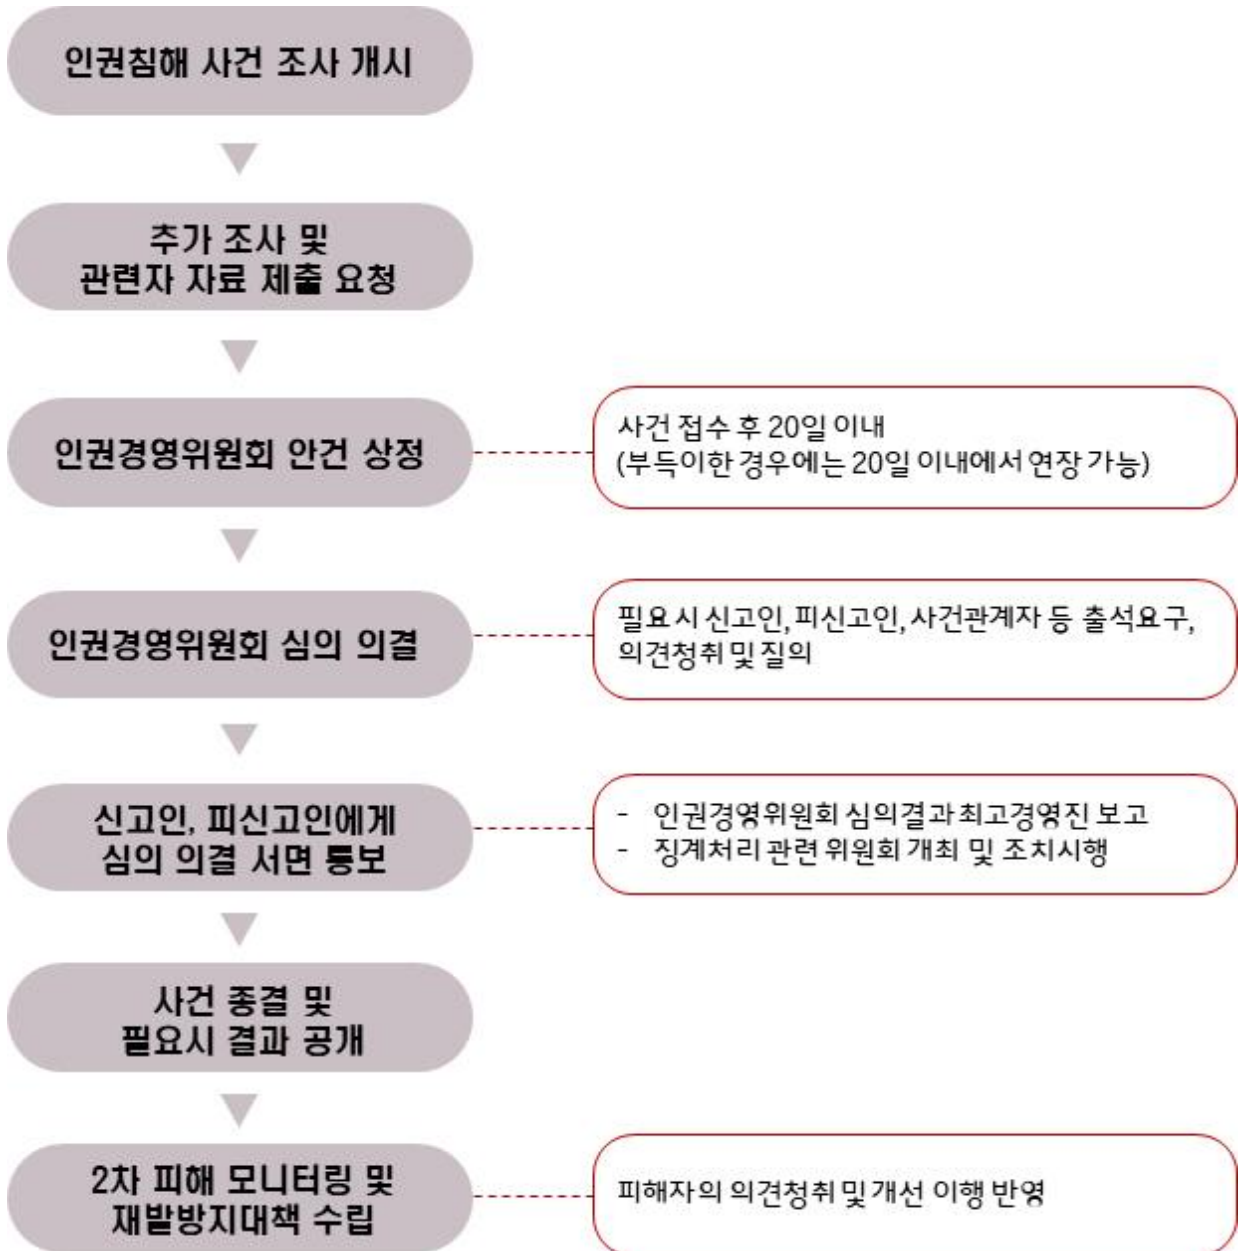 인권침해 사건 조사 개시
추가 조사 및
관련자 자료 제출 요청
인권경영위원회 안건 상정
사건 접수 후 20일 이내
(부득이한 경우에는 20일 이내에서 연장 가능)
인권경영위원회 심의 의결
필요시 신고인, 피신고인, 사건관계자 등 출석요구,
의견청취 및 질의
신고인, 피신고인에게
심의 의결 서면 통보
- 인권경영위원회 심의결과 최고경영진 보고
- 징계처리 관련 위원회 개최 및 조치시행
사건 종결 및
필요시 결과 공개
2차 피해 모니터링 및
재발방지대책 수립
피해자의 의견청취 및 개선 이행 반영